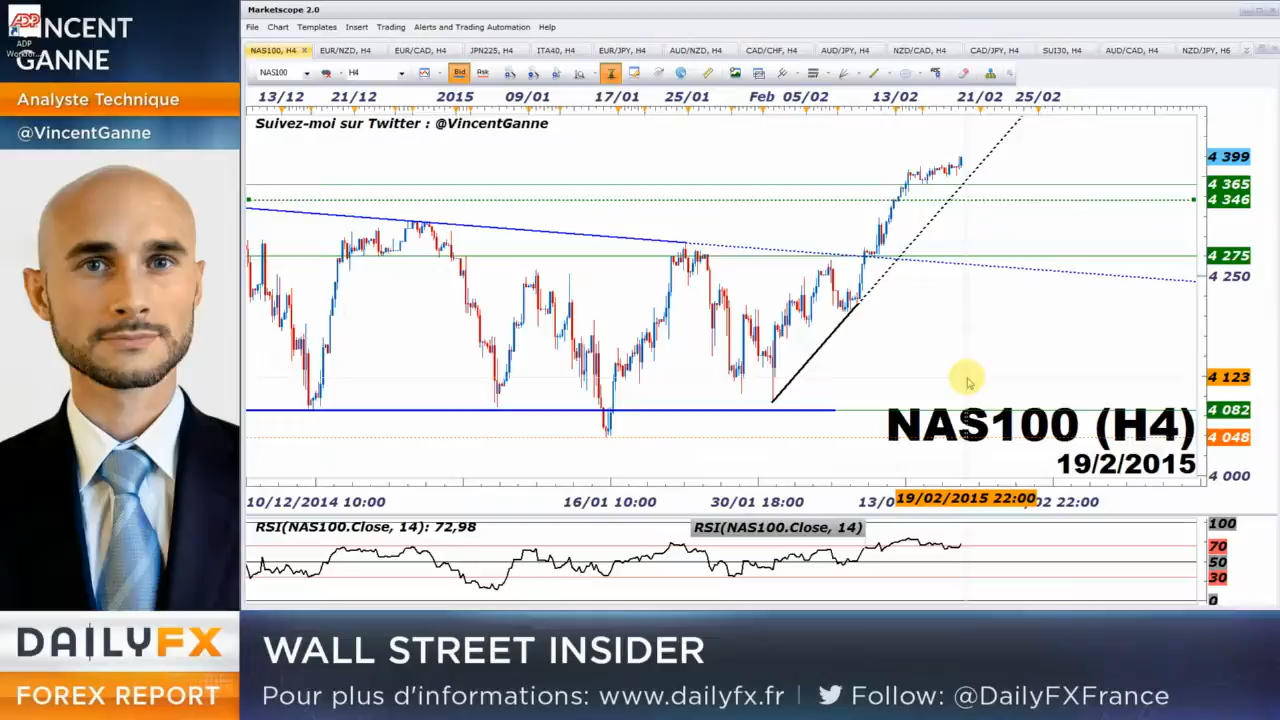 ADP
VINCENT
GANNE
Analyste Technique
@VincentGanne
Marketscope 2.0
File Chart Templates Insert Trading Alerts and Trading Automation Help
NAS100, H4 EUR/NZD, H4 EUR/CAD, H4 JPN225, H4 ITA40, H4 EUR/JPY, H4 AUD/NZD, H4 CAD/CHF, H4 AUD/JPY, H4 NZD/CAD, H4 CAD/JPY, H4 SUI30, H4 AUD/CAD, H4 NZD/JPY, H6
NAS100 H4 Bid Ask
13/12 21/12 2015 09/01 17/01 25/01 Feb 05/02 13/02 21/02 25/02
Suivez-moi sur Twitter : @VincentGanne
4 399
4 365
4 346
4 275
4 250
4 123
4 082
4 048
4 000
NAS100 (H4)
19/2/2015
10/12/2014 10:00 16/01 10:00 30/01 18:00 13/0 19/02/2015 22:00 /02 22:00
RSI(NAS100.Close, 14): 72,98 RSI(NAS100.Close, 14)
100
70
50
30
0
DAILYFX
FOREX REPORT
WALL STREET INSIDER
Pour plus d'informations: www.dailyfx.fr | Follow: @DailyFXFrance